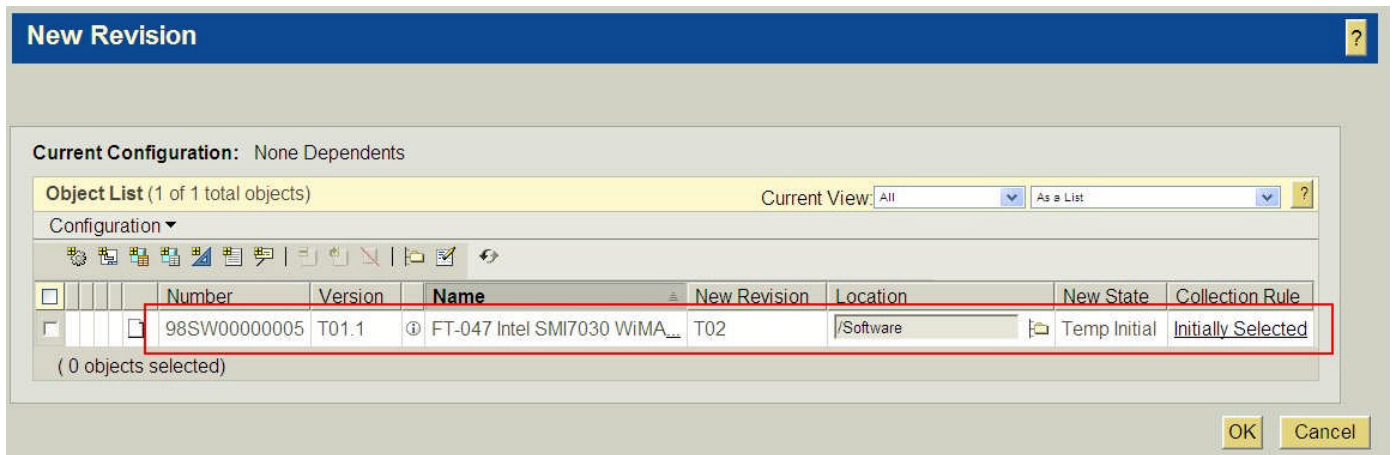 New Revision ?
Current Configuration: None Dependents
Object List (1 of 1 total objects) Current View: All As a List ?
Configuration
Number Version Name New Revision Location New State Collection Rule
98SW00000005 T01.1 FT-047 Intel SMI7030 WiMA... T02 /Software Temp Initial Initially Selected
( 0 objects selected)
OK Cancel